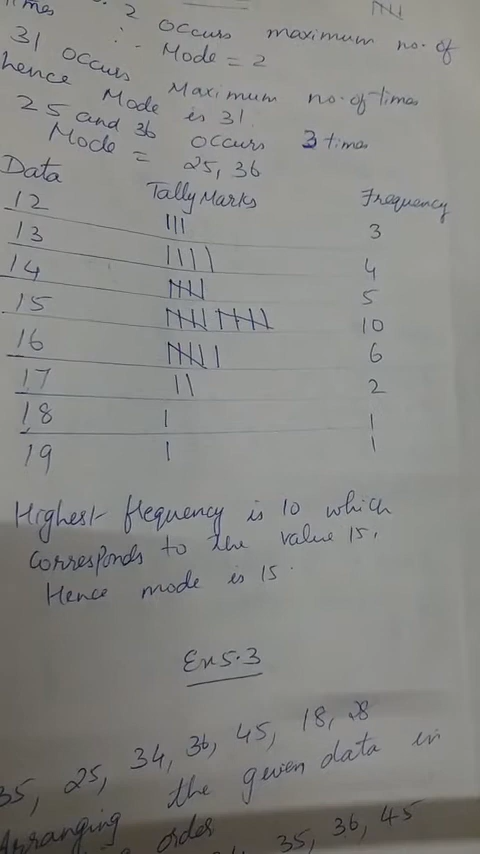 times. 2 occurs maximum no. of
∴ Mode = 2
31 occurs Maximum no. of times
hence Mode is 31
25 and 36 occurs 3 times
Mode = 25, 36
Data Tally Marks Frequency
12 ||| 3
13 |||| 4
14 5
15 10
16 6
17 || 2
18 | 1
19 | 1
Highest frequency is 10 which
corresponds to the value 15.
Hence mode is 15.
Ex 5.3
35, 25, 34, 36, 45, 18, 28
Arranging the given data in
order
35, 36, 45